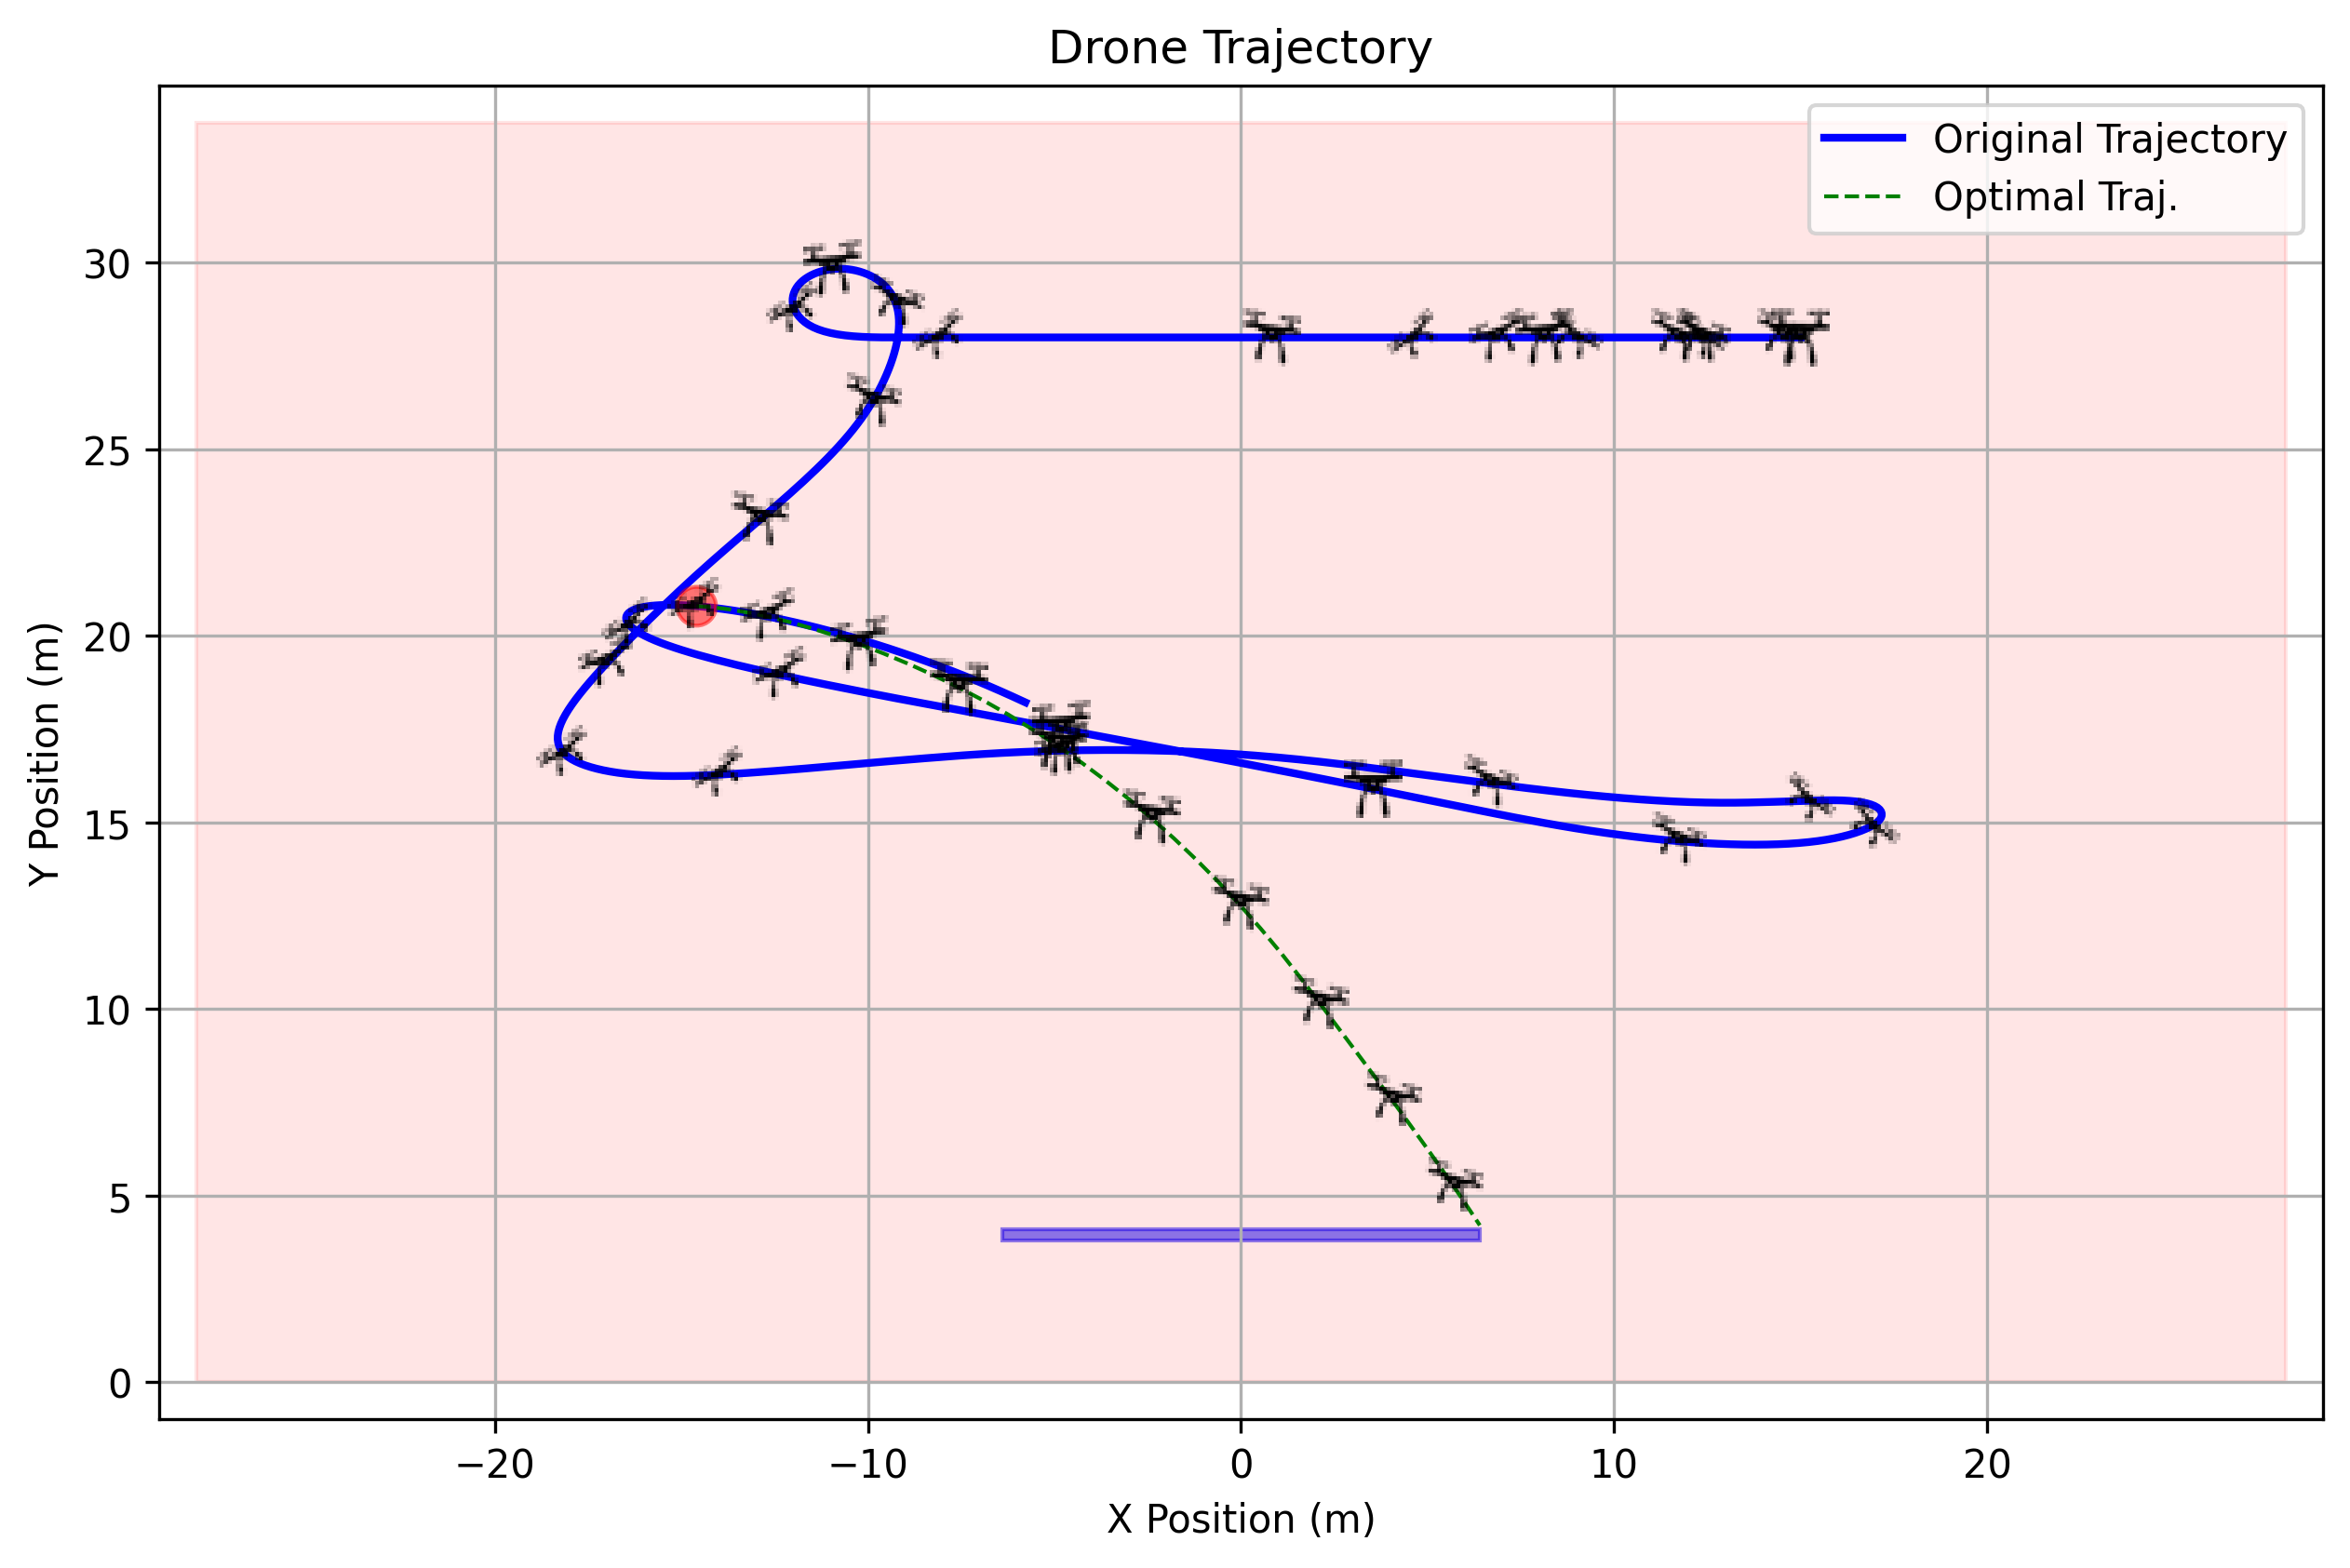 Drone Trajectory
Original Trajectory
Optimal Traj.
Y Position (m)
30
25
20
15
10
5
0
−20
−10
0
10
20
X Position (m)